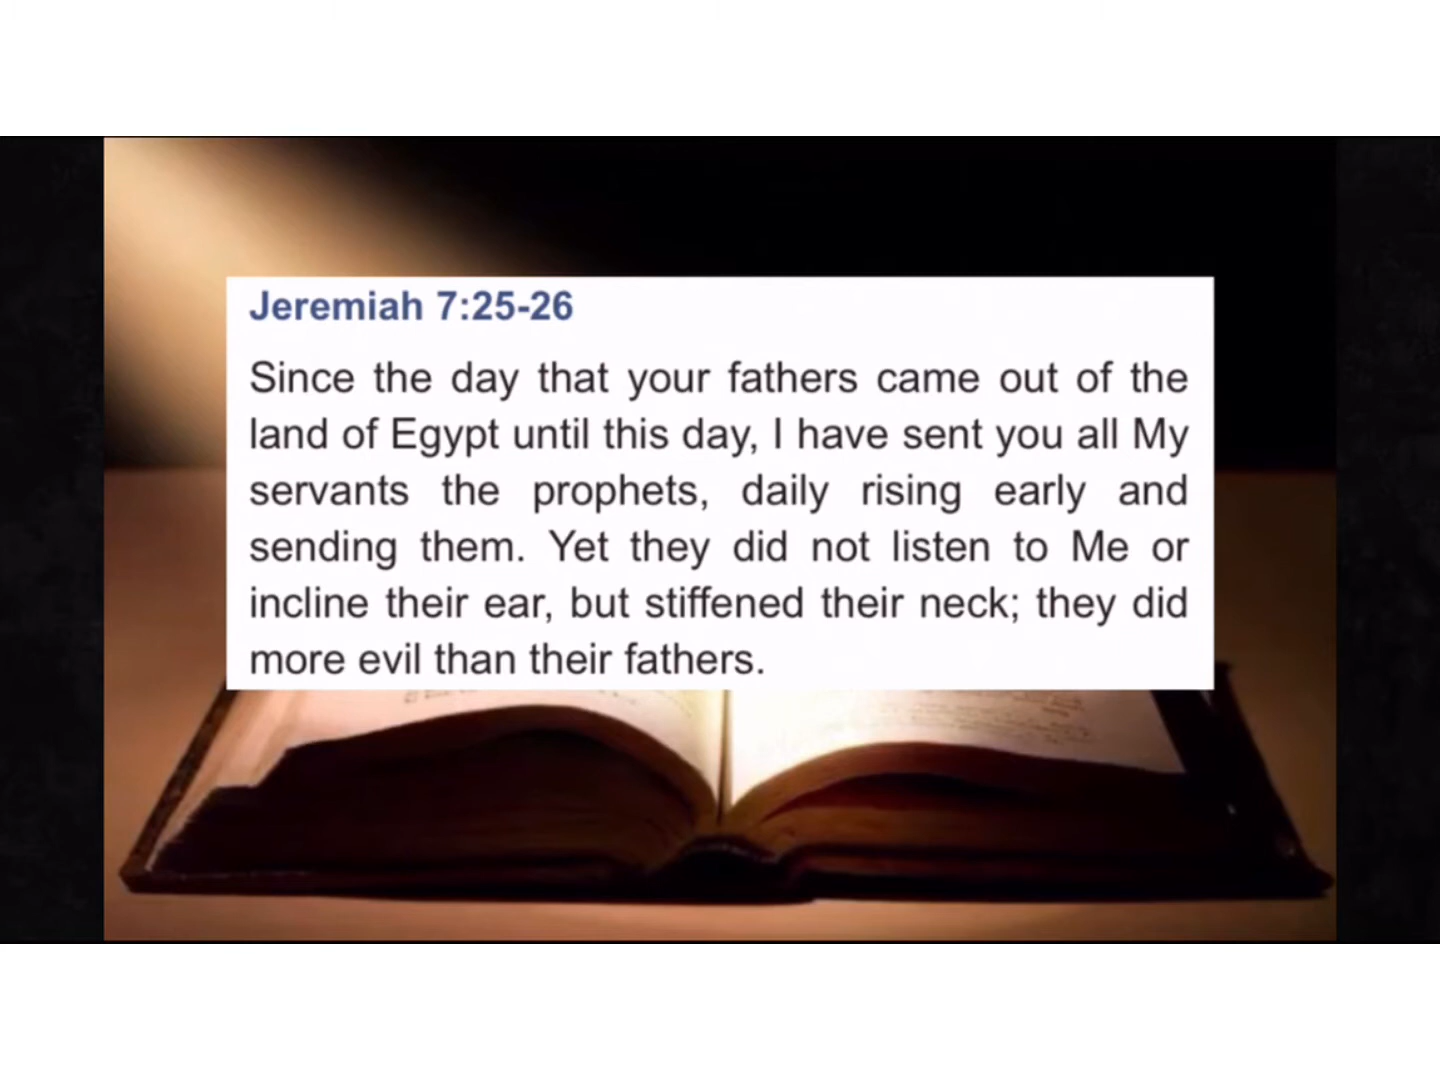 Jeremiah 7:25-26
Since the day that your fathers came out of the
land of Egypt until this day, I have sent you all My
servants the prophets, daily rising early and
sending them. Yet they did not listen to Me or
incline their ear, but stiffened their neck; they did
more evil than their fathers.